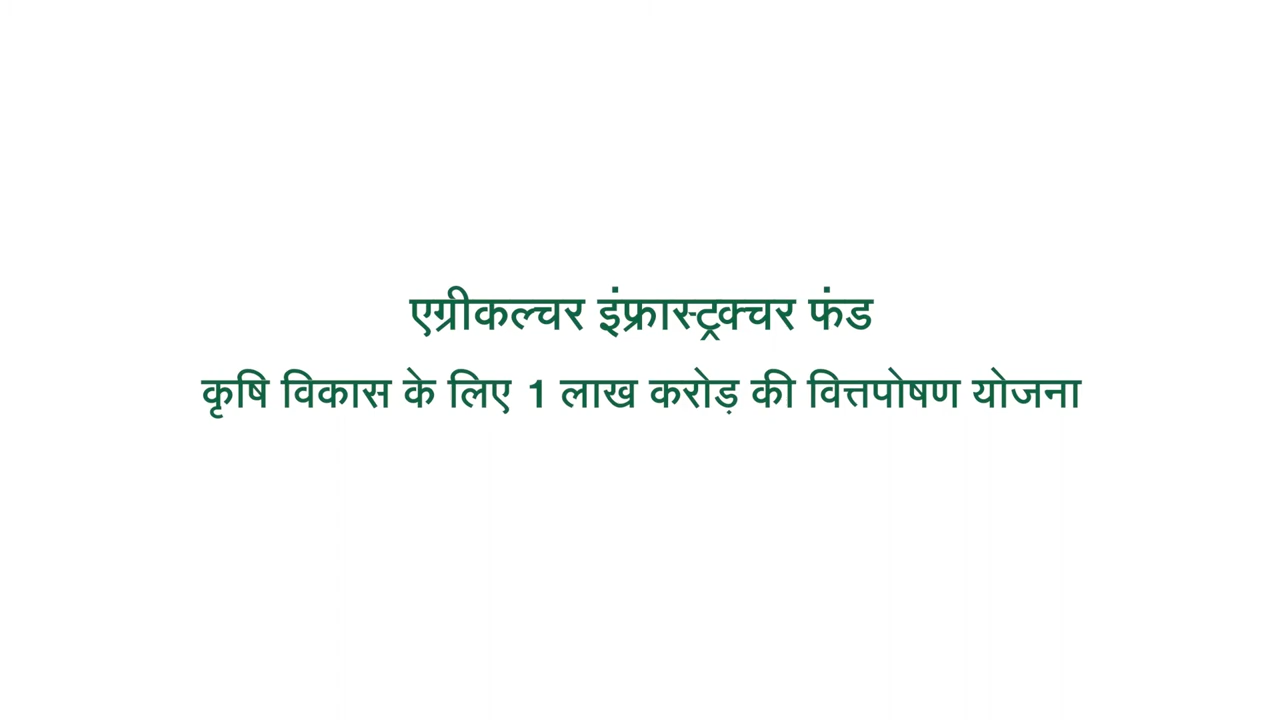 एग्रीकल्चर इंफ्रास्ट्रक्चर फंड
कृषि विकास के लिए 1 लाख करोड़ की वित्तपोषण योजना